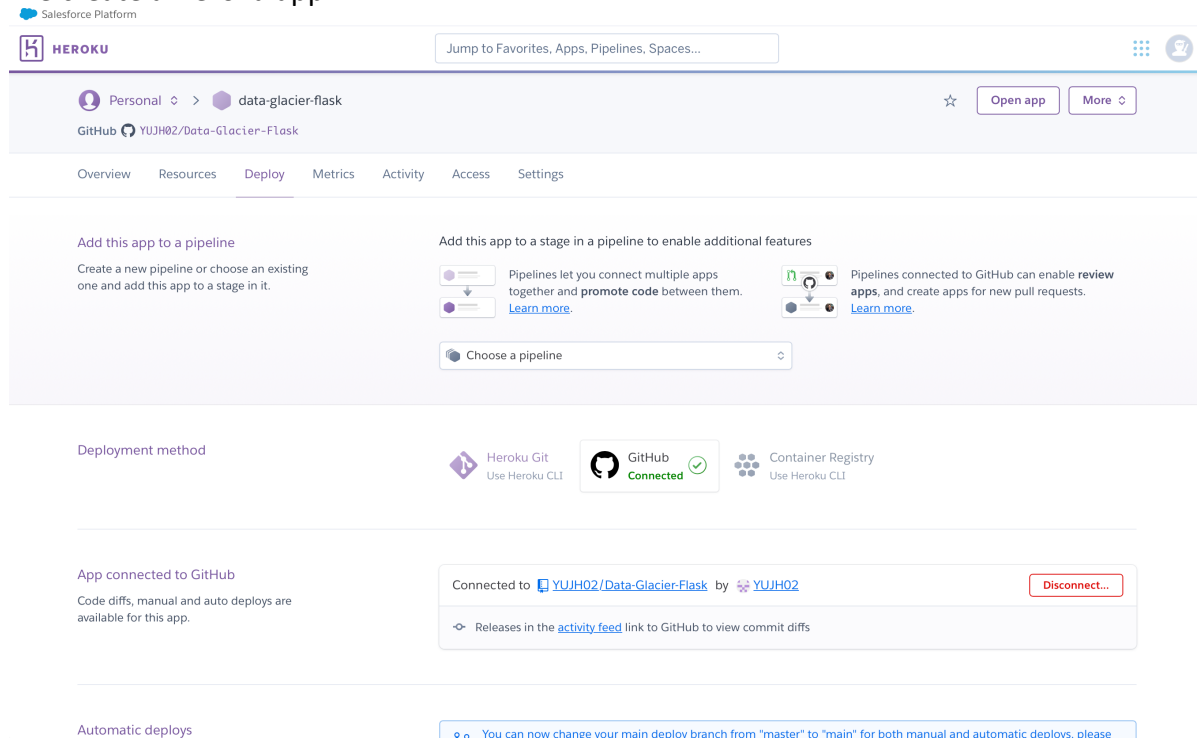 Salesforce Platform
HEROKU
Jump to Favorites, Apps, Pipelines, Spaces...
Personal
data-glacier-flask
Open app
More
GitHub YUJH02/Data-Glacier-Flask
Overview Resources Deploy Metrics Activity Access Settings
Add this app to a pipeline
Create a new pipeline or choose an existing
one and add this app to a stage in it.
Add this app to a stage in a pipeline to enable additional features
Pipelines let you connect multiple apps
together and promote code between them.
Learn more.
Pipelines connected to GitHub can enable review
apps, and create apps for new pull requests.
Learn more.
Choose a pipeline
Deployment method
Heroku Git
Use Heroku CLI
GitHub
Connected
Container Registry
Use Heroku CLI
App connected to GitHub
Code diffs, manual and auto deploys are
available for this app.
Connected to YUJH02/Data-Glacier-Flask by YUJH02
Disconnect...
Releases in the activity feed link to GitHub to view commit diffs
Automatic deploys
You can now change your main deploy branch from "master" to "main" for both manual and automatic deploys, please